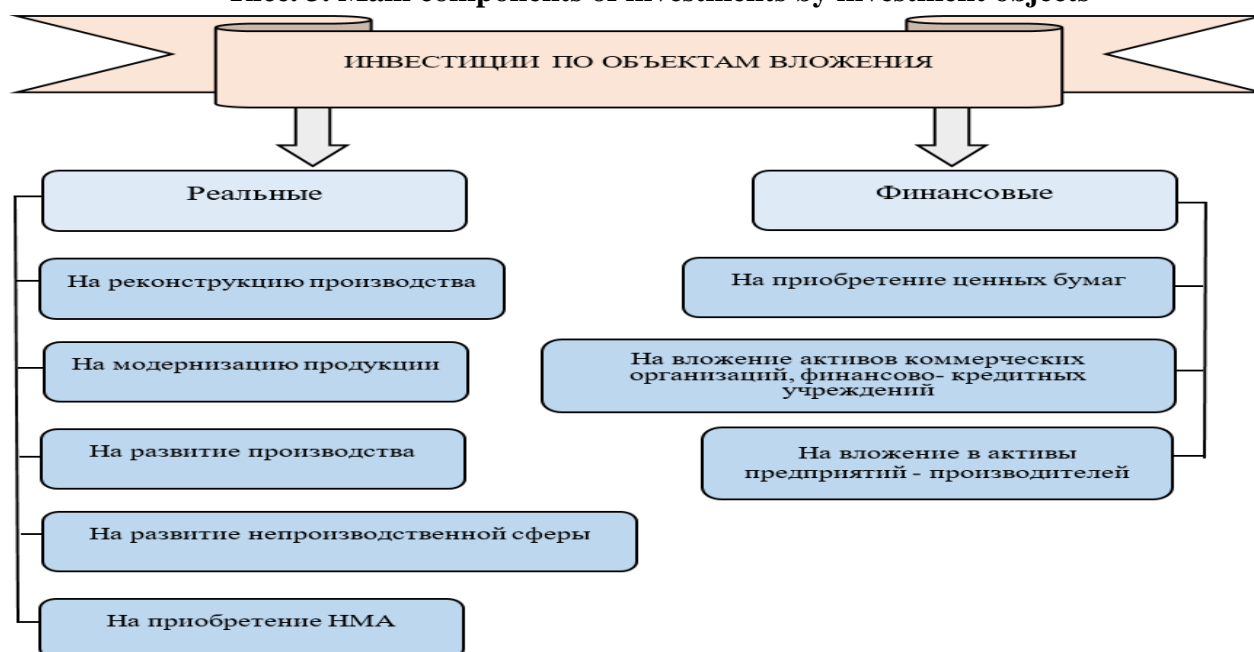 3. Main components of investments by investment objects
ИНВЕСТИЦИИ ПО ОБЪЕКТАМ ВЛОЖЕНИЯ
Реальные
На реконструкцию производства
На модернизацию продукции
На развитие производства
На развитие непроизводственной сферы
На приобретение НМА
Финансовые
На приобретение ценных бумаг
На вложение активов коммерческих
организаций, финансово- кредитных
учреждений
На вложение в активы
предприятий - производителей